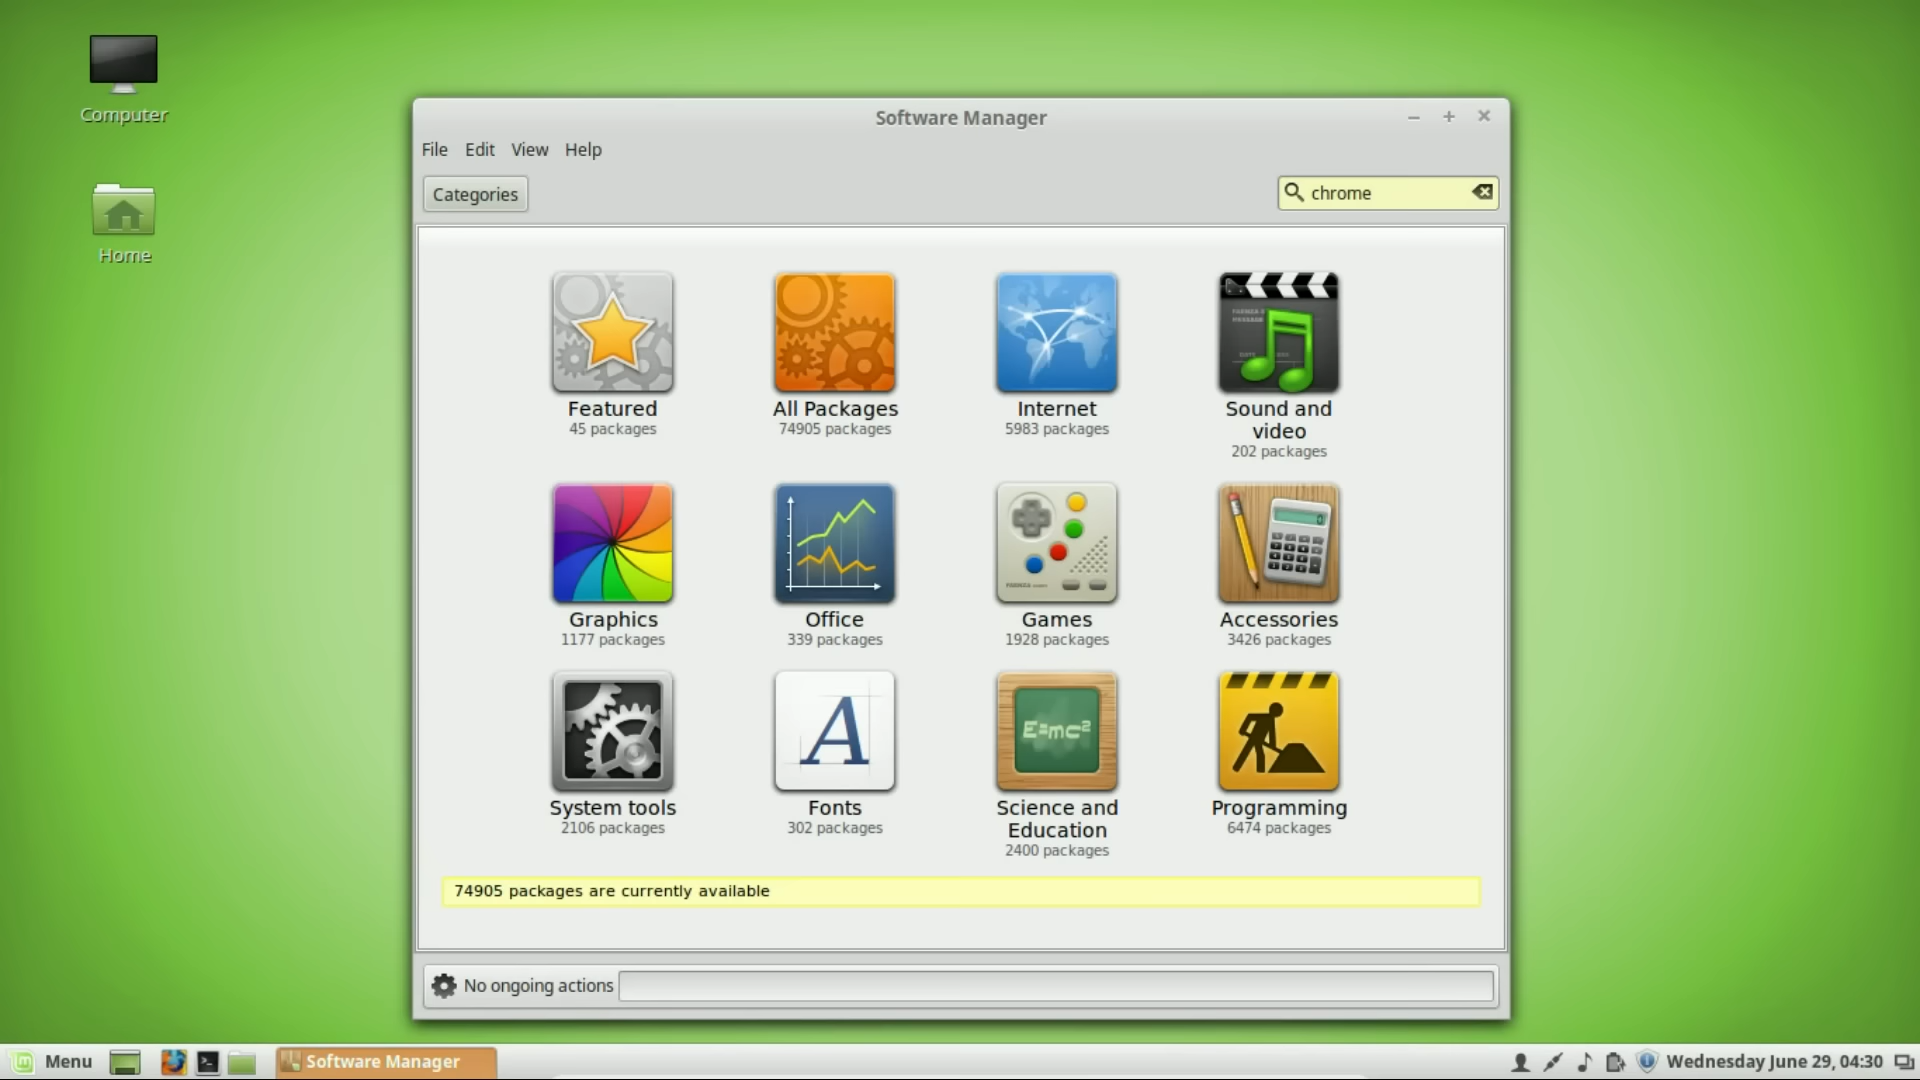 Computer
Home
Software Manager
File Edit View Help
Categories
chrome
Featured
45 packages
All Packages
74905 packages
Internet
5983 packages
Sound and
video
202 packages
Graphics
1177 packages
Office
339 packages
Games
1928 packages
Accessories
3426 packages
System tools
2106 packages
A
Fonts
302 packages
E=mc²
Science and
Education
2400 packages
Programming
6474 packages
74905 packages are currently available
No ongoing actions
Menu
Software Manager
Wednesday June 29, 04:30